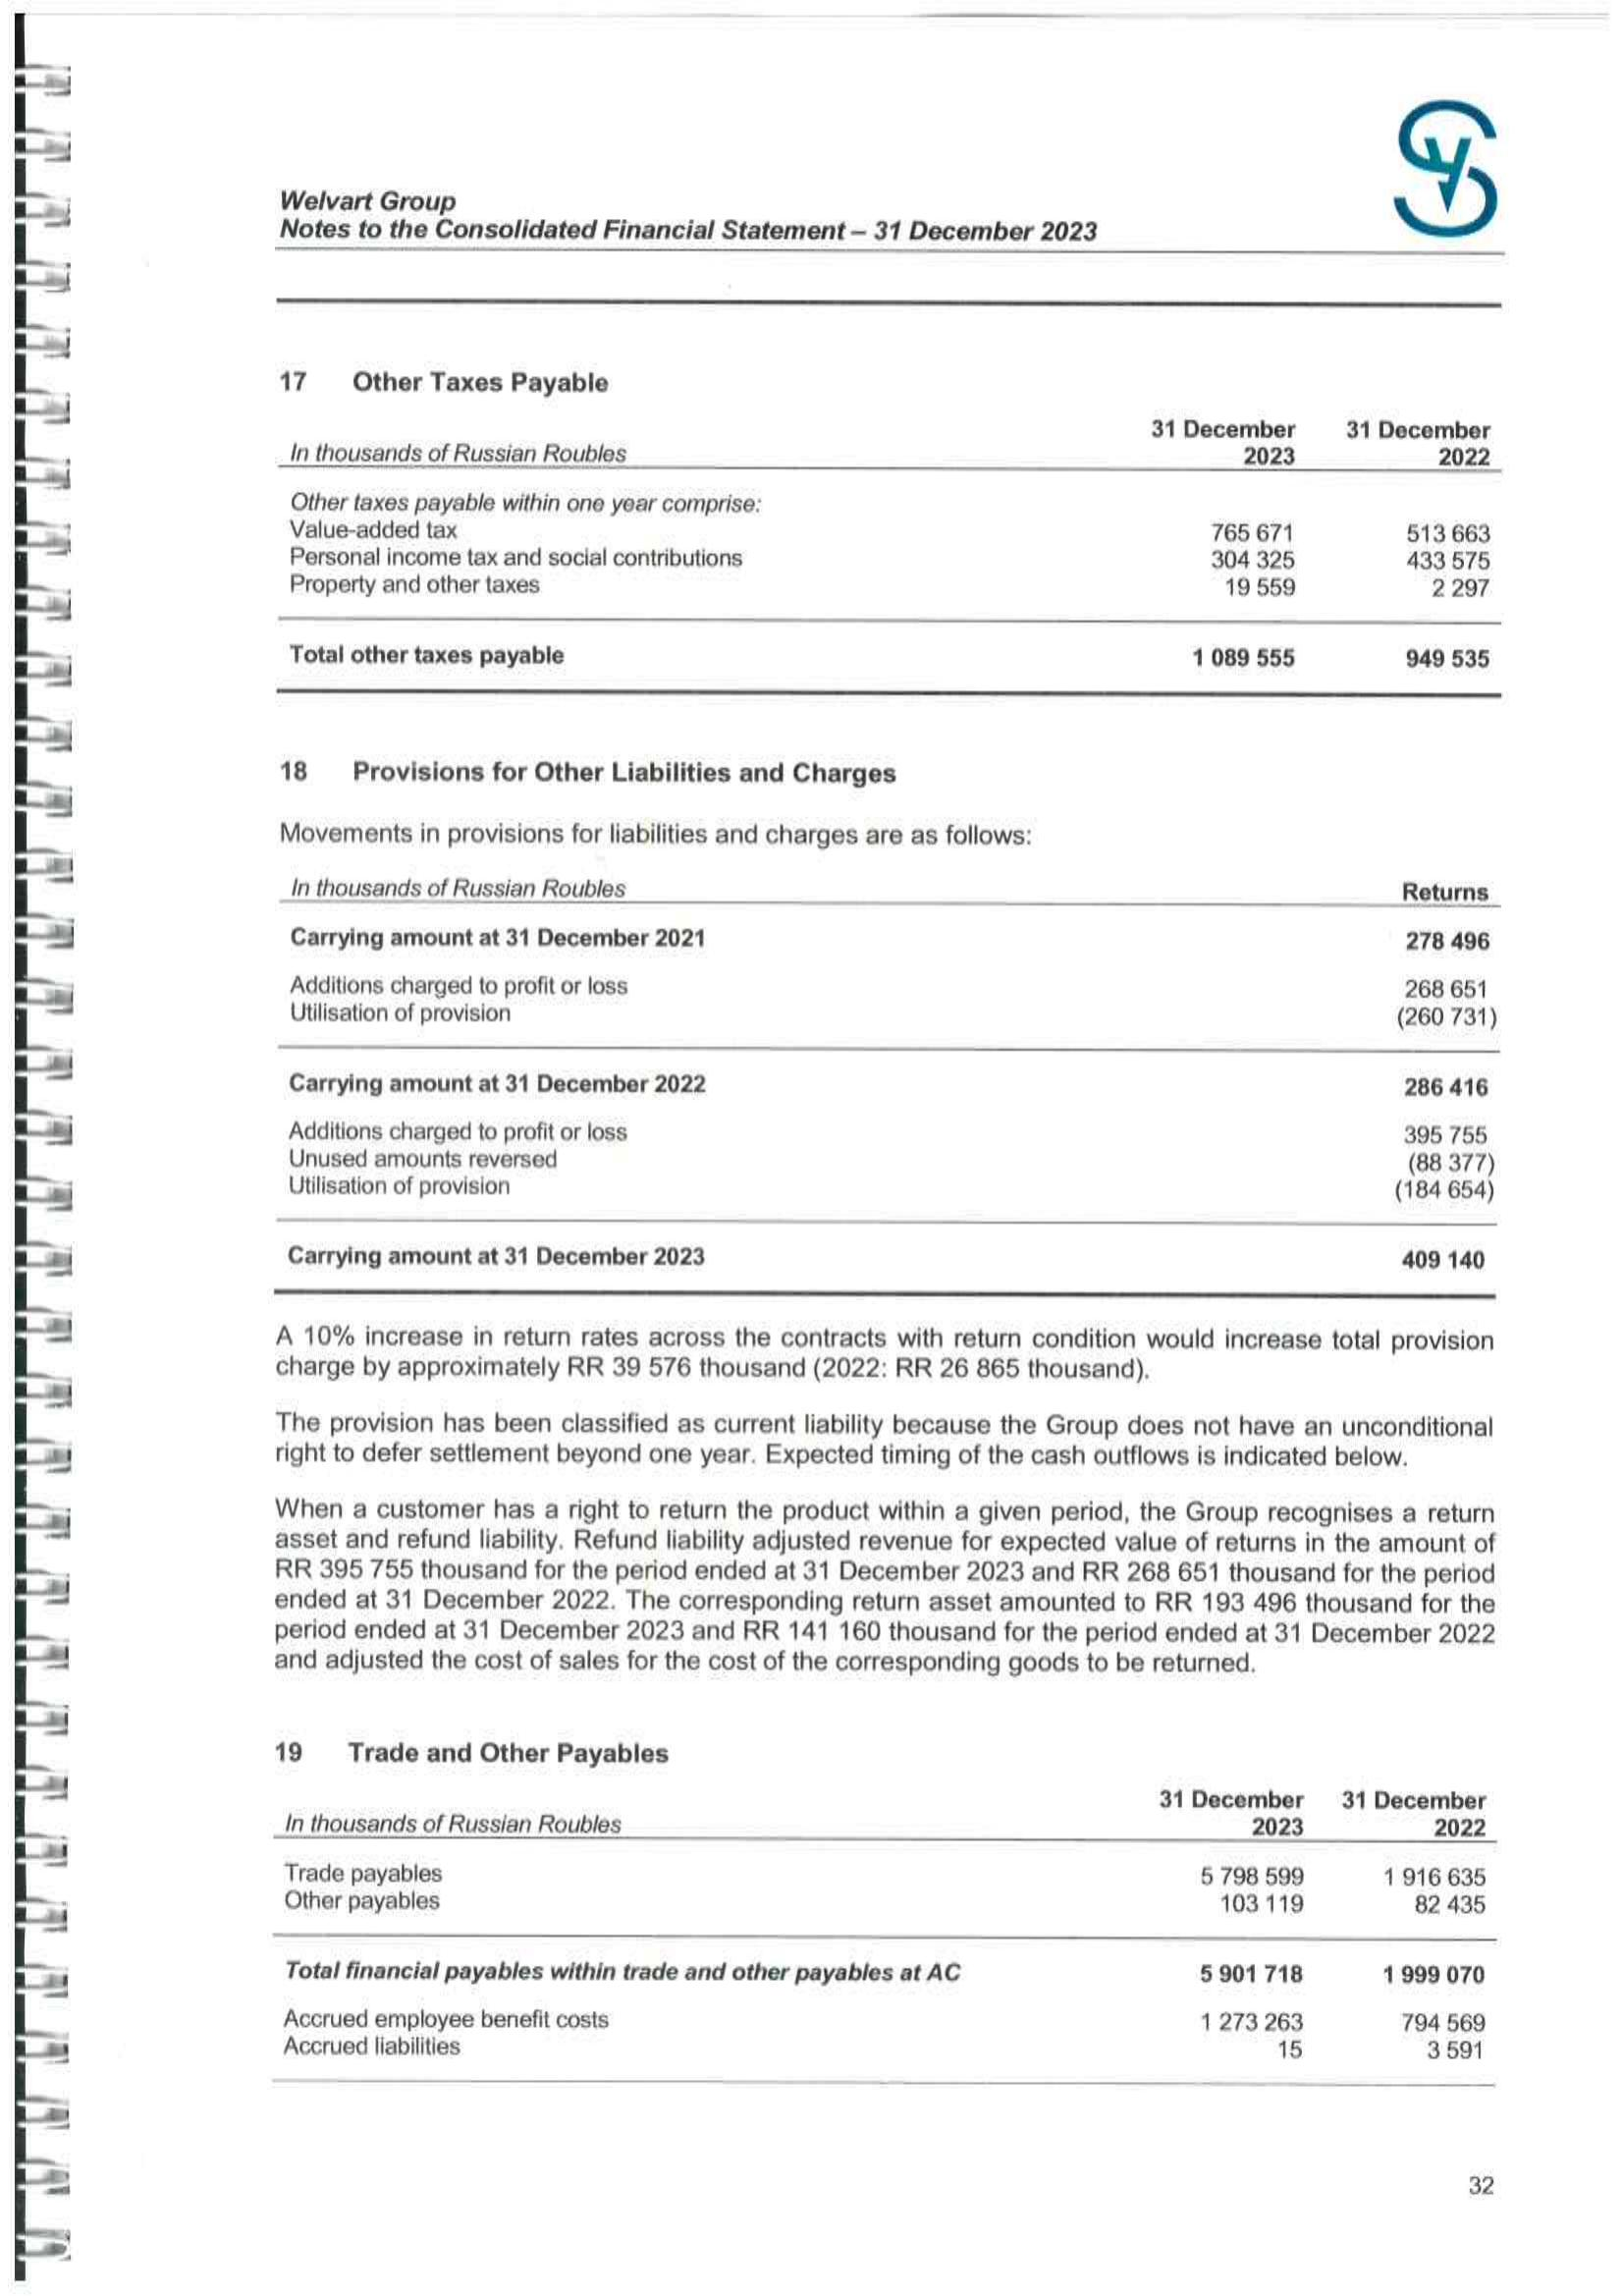 Welvart Group
Notes to the Consolidated Financial Statement – 31 December 2023
17 Other Taxes Payable
In thousands of Russian Roubles 31 December 2023 31 December 2022
Other taxes payable within one year comprise:
Value-added tax 765 671 513 663
Personal income tax and social contributions 304 325 433 575
Property and other taxes 19 559 2 297
Total other taxes payable 1 089 555 949 535
18 Provisions for Other Liabilities and Charges
Movements in provisions for liabilities and charges are as follows:
In thousands of Russian Roubles Returns
Carrying amount at 31 December 2021 278 496
Additions charged to profit or loss 268 651
Utilisation of provision (260 731)
Carrying amount at 31 December 2022 286 416
Additions charged to profit or loss 395 755
Unused amounts reversed (88 377)
Utilisation of provision (184 654)
Carrying amount at 31 December 2023 409 140
A 10% increase in return rates across the contracts with return condition would increase total provision
charge by approximately RR 39 576 thousand (2022: RR 26 865 thousand).
The provision has been classified as current liability because the Group does not have an unconditional
right to defer settlement beyond one year. Expected timing of the cash outflows is indicated below.
When a customer has a right to return the product within a given period, the Group recognises a return
asset and refund liability. Refund liability adjusted revenue for expected value of returns in the amount of
RR 395 755 thousand for the period ended at 31 December 2023 and RR 268 651 thousand for the period
ended at 31 December 2022. The corresponding return asset amounted to RR 193 496 thousand for the
period ended at 31 December 2023 and RR 141 160 thousand for the period ended at 31 December 2022
and adjusted the cost of sales for the cost of the corresponding goods to be returned.
19 Trade and Other Payables
In thousands of Russian Roubles 31 December 2023 31 December 2022
Trade payables 5 798 599 1 916 635
Other payables 103 119 82 435
Total financial payables within trade and other payables at AC 5 901 718 1 999 070
Accrued employee benefit costs 1 273 263 794 569
Accrued liabilities 15 3 591
32